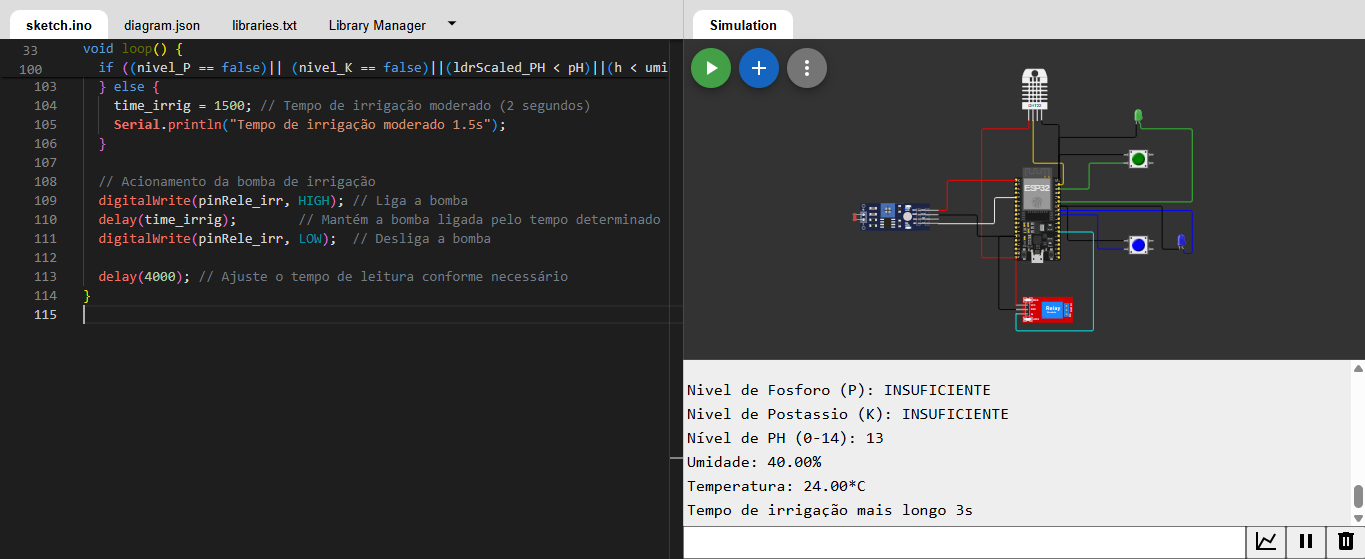 sketch.ino diagram.json libraries.txt Library Manager
Simulation
33 void loop() {
100 if ((nivel_P == false)|| (nivel_K == false)||(ldrScaled_PH < pH)||(h < umi
103 } else {
104 time_irrig = 1500; // Tempo de irrigação moderado (2 segundos)
105 Serial.println("Tempo de irrigação moderado 1.5s");
106 }
107
108 // Acionamento da bomba de irrigação
109 digitalWrite(pinRele_irr, HIGH); // Liga a bomba
110 delay(time_irrig); // Mantém a bomba ligada pelo tempo determinado
111 digitalWrite(pinRele_irr, LOW); // Desliga a bomba
112
113 delay(4000); // Ajuste o tempo de leitura conforme necessário
114 }
115
DHT22
ESP32
Relay
Nivel de Fosforo (P): INSUFICIENTE
Nivel de Postassio (K): INSUFICIENTE
Nível de PH (0-14): 13
Umidade: 40.00%
Temperatura: 24.00*C
Tempo de irrigação mais longo 3s